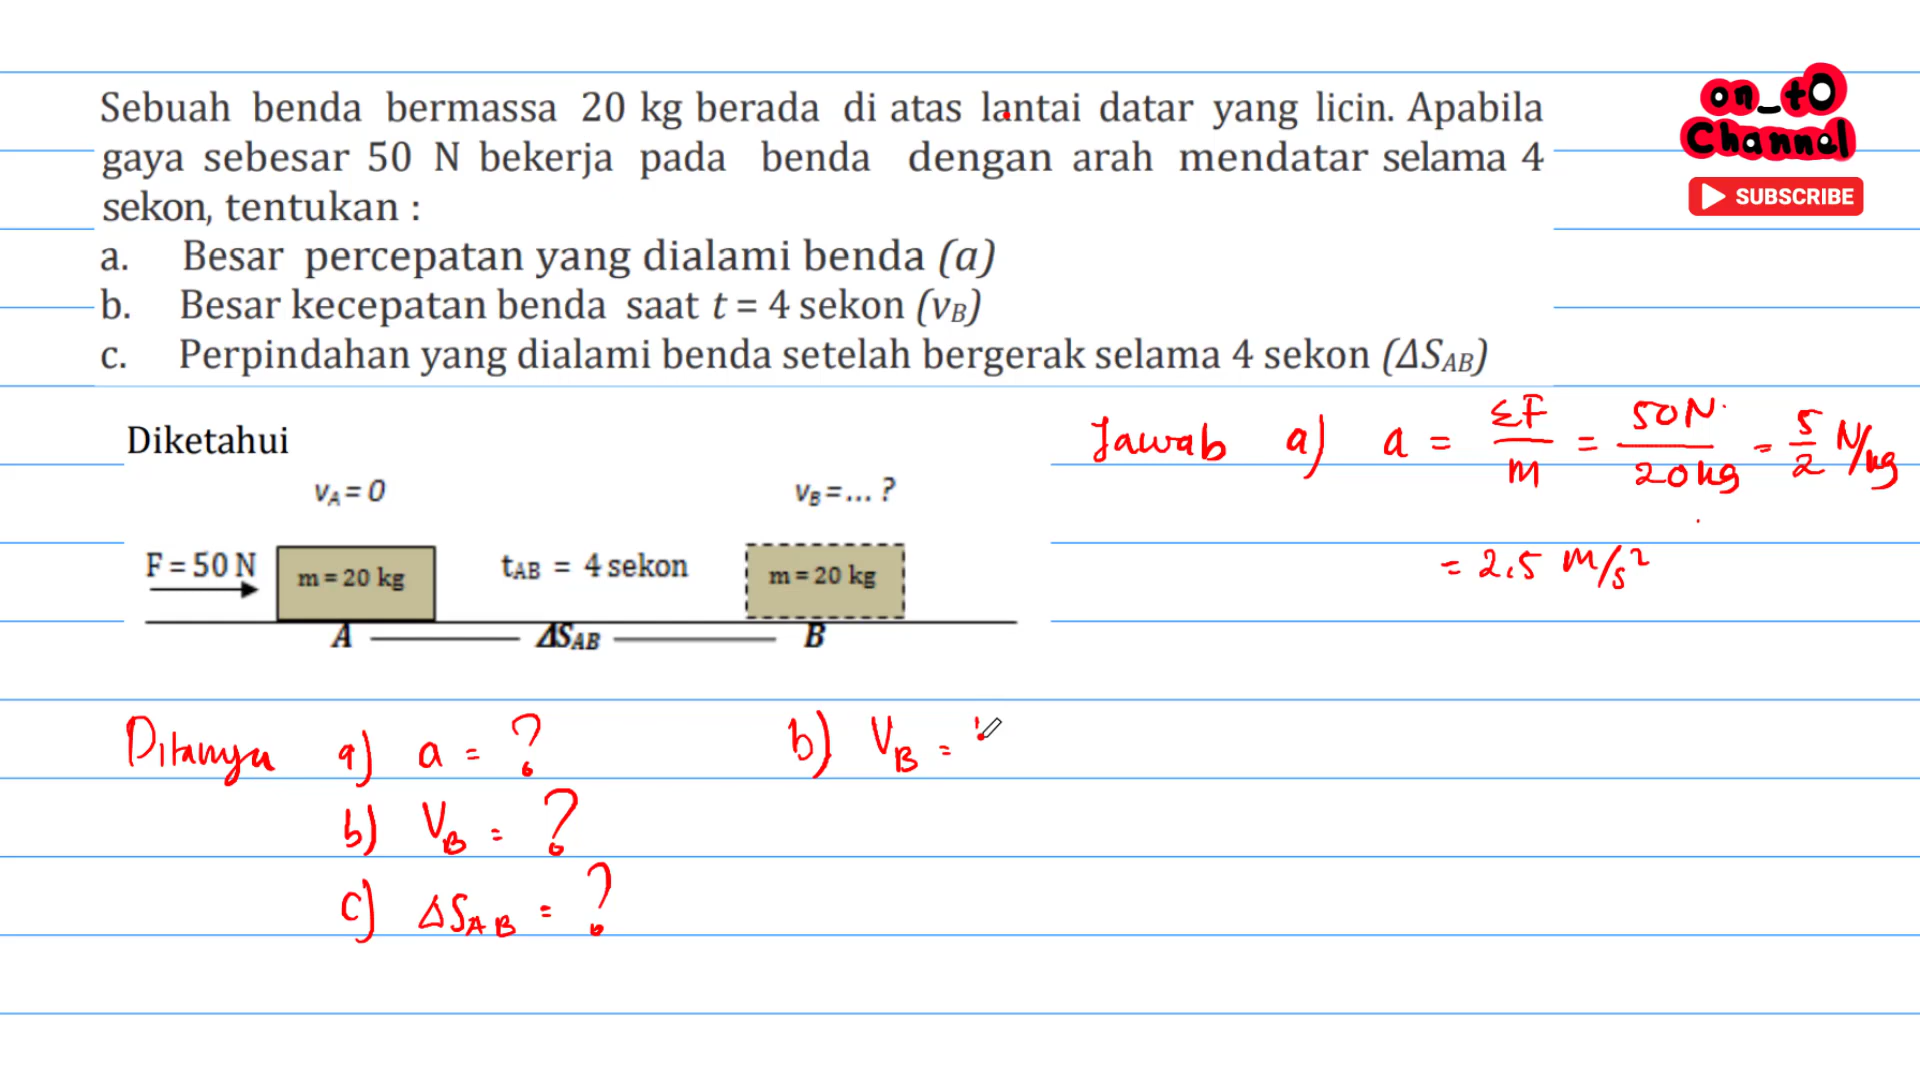 Sebuah benda bermassa 20 kg berada di atas lantai datar yang licin. Apabila
gaya sebesar 50 N bekerja pada benda dengan arah mendatar selama 4
sekon, tentukan :
a. Besar percepatan yang dialami benda (a)
b. Besar kecepatan benda saat t = 4 sekon (vB)
c. Perpindahan yang dialami benda setelah bergerak selama 4 sekon (ΔSAB)
on_to
Channel
SUBSCRIBE
Diketahui
vA = 0
vB = ... ?
F = 50 N
m = 20 kg
tAB = 4 sekon
m = 20 kg
A
ΔSAB
B
Jawab a) a = ΣF/m = 50 N/20 kg = 5/2 N/kg
= 2,5 m/s²
Ditanya a) a = ?
b) VB = ?
c) ΔSAB = ?
b) VB =